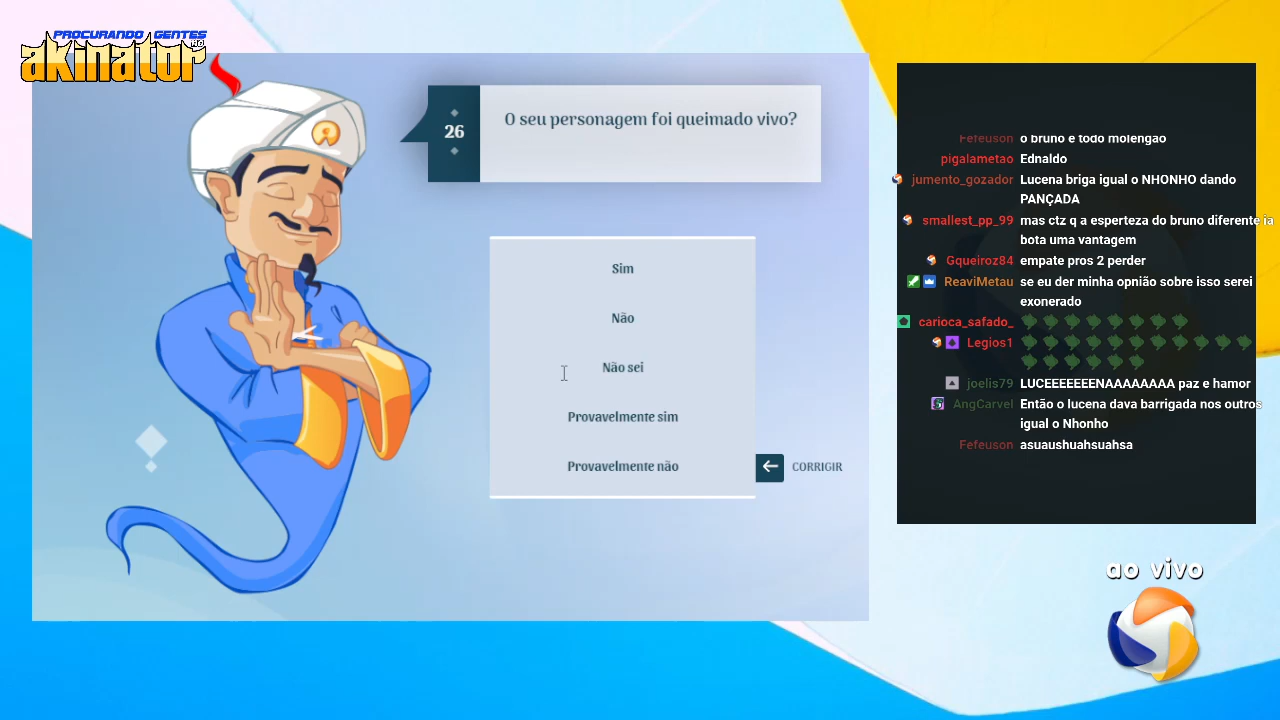 PROCURANDO GENTES
NO
akinator
26
O seu personagem foi queimado vivo?
Sim
Não
Não sei
Provavelmente sim
Provavelmente não
CORRIGIR
Fefeuson o bruno e todo molengao
pigalametao Ednaldo
jumento_gozador Lucena briga igual o NHONHO dando
PANÇADA
smallest_pp_99 mas ctz q a esperteza do bruno diferente ia
bota uma vantagem
Gqueiroz84 empate pros 2 perder
ReaviMetau se eu der minha opnião sobre isso serei
exonerado
carioca_safado_
Legios1
joelis79 LUCEEEEEEENAAAAAAAA paz e hamor
AngCarvel Então o lucena dava barrigada nos outros
igual o Nhonho
Fefeuson asuaushuahsuahsa
ao vivo